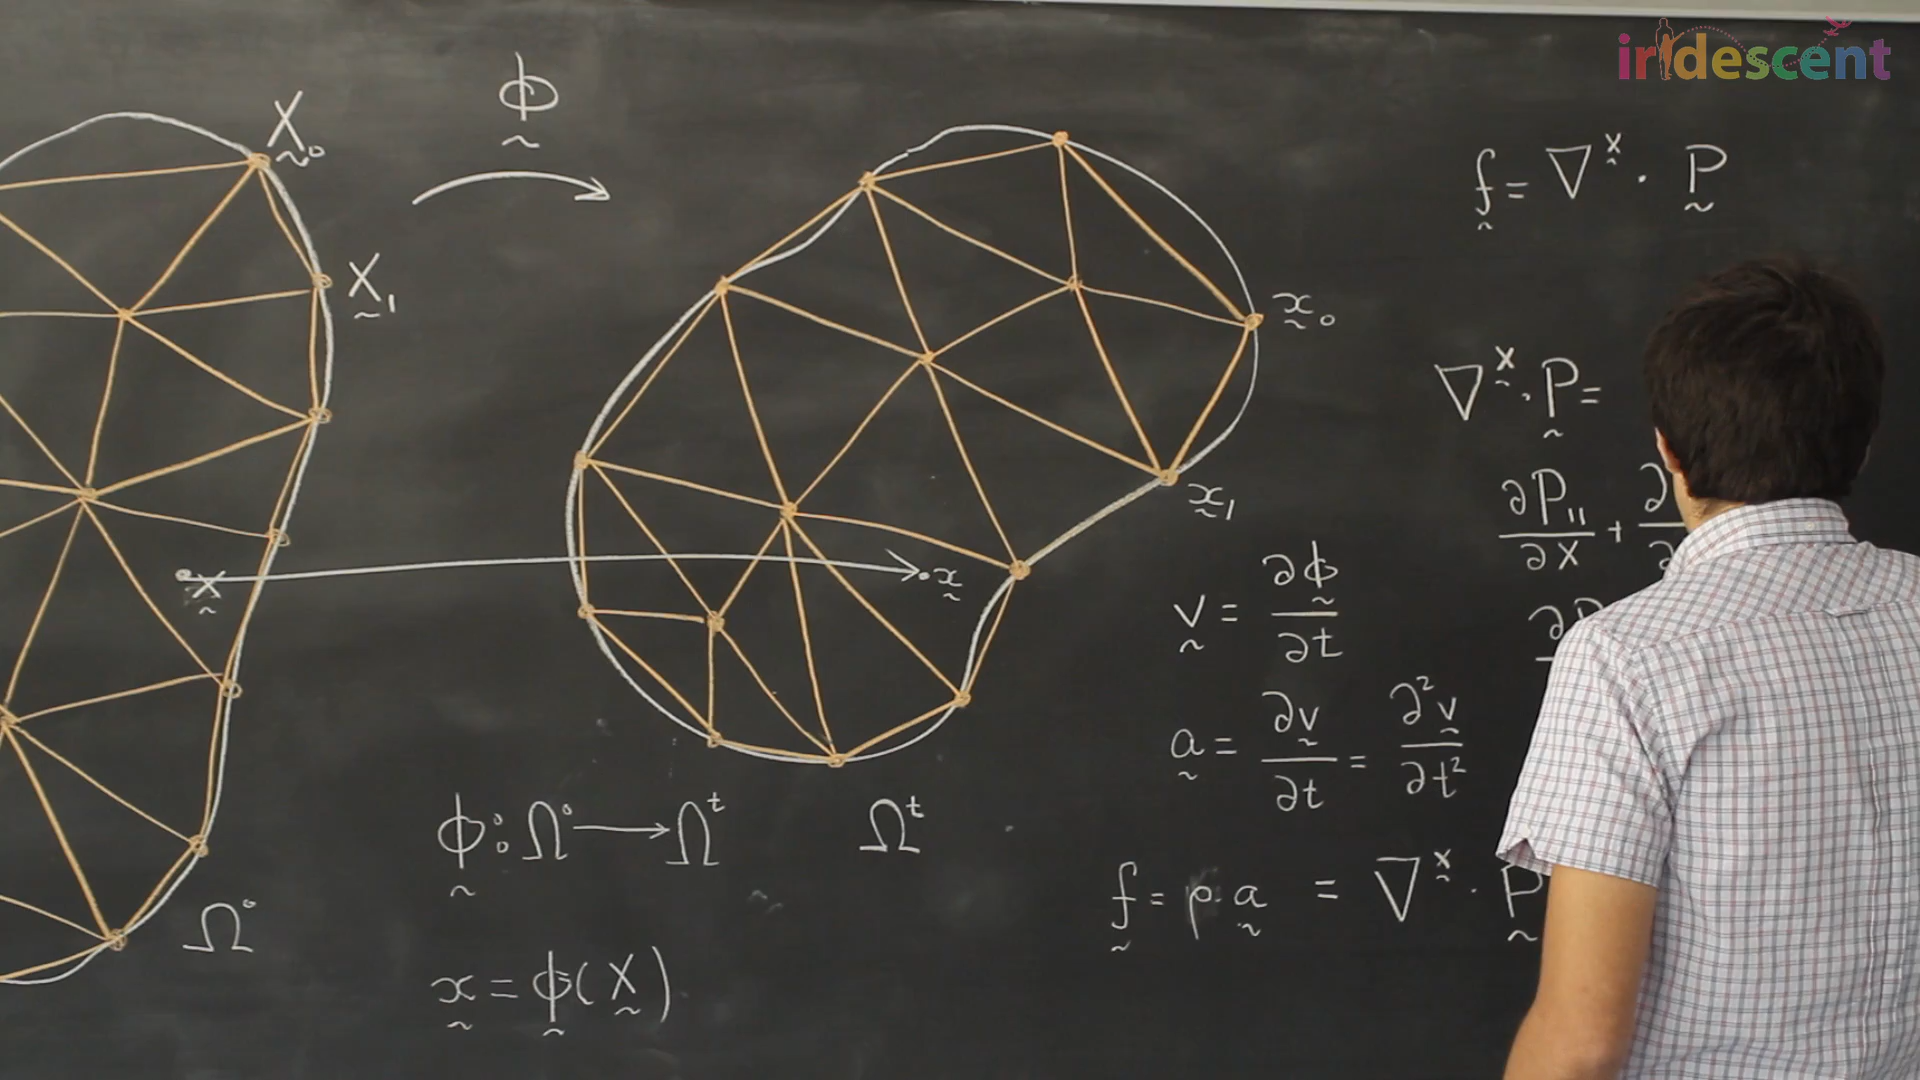 iridescent
X₀
ϕ
X₁
f = ∇ˣ · P
x₀
∇ˣ · P =
x₁
∂P₁₁/∂X + ∂
X
x
v = ∂ϕ/∂t
a = ∂v/∂t = ∂²v/∂t²
ϕ : Ω⁰ → Ωᵗ
Ωᵗ
f = ρ a = ∇ˣ · P
Ω⁰
x = ϕ(X)